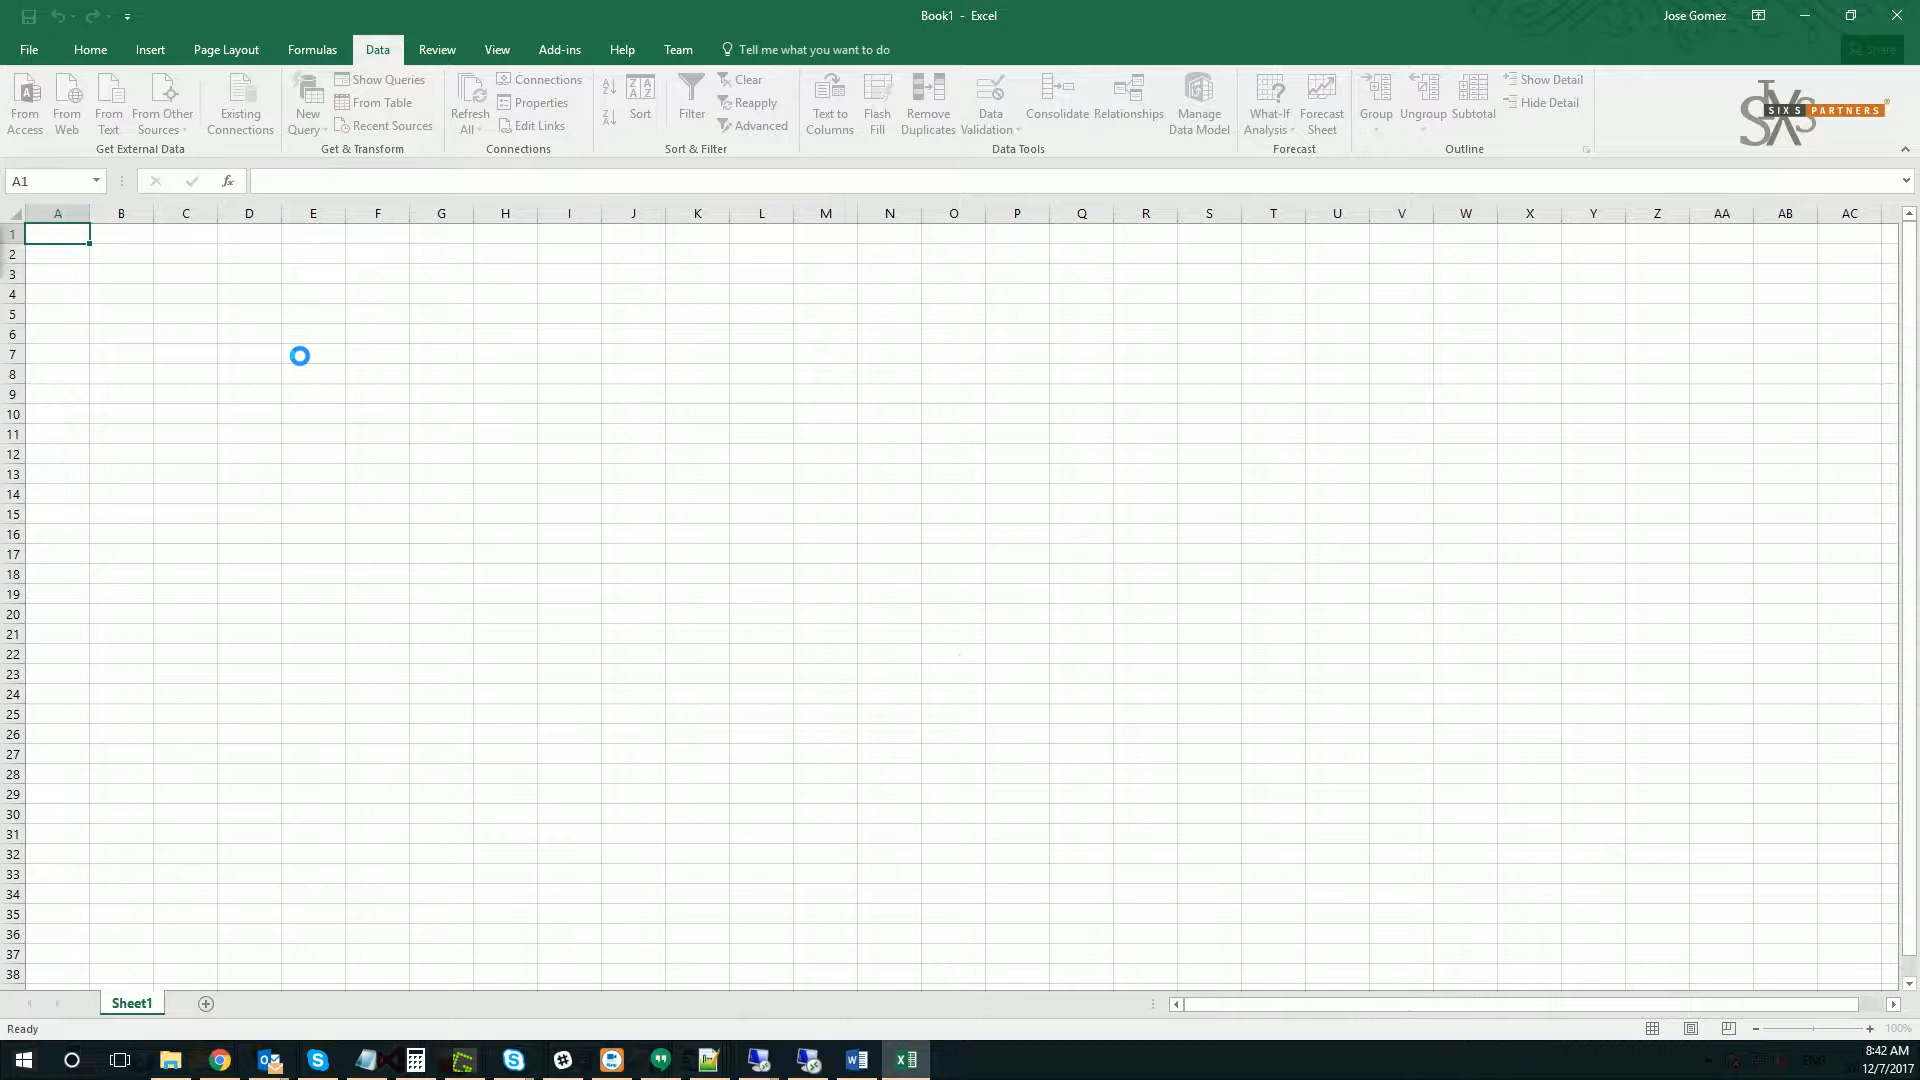 Book1 - Excel
Jose Gomez
File Home Insert Page Layout Formulas Data Review View Add-ins Help Team Tell me what you want to do Share
From Access
From Web
From Text
From Other Sources
Existing Connections
Get External Data
New Query
Show Queries
From Table
Recent Sources
Get & Transform
Refresh All
Connections
Properties
Edit Links
Connections
Sort
Filter
Clear
Reapply
Advanced
Sort & Filter
Text to Columns
Flash Fill
Remove Duplicates
Data Validation
Consolidate
Relationships
Manage Data Model
Data Tools
What-If Analysis
Forecast Sheet
Forecast
Group
Ungroup
Subtotal
Show Detail
Hide Detail
Outline
SIXS PARTNERS
A1
fx
A B C D E F G H I J K L M N O P Q R S T U V W X Y Z AA AB AC
1
2
3
4
5
6
7
8
9
10
11
12
13
14
15
16
17
18
19
20
21
22
23
24
25
26
27
28
29
30
31
32
33
34
35
36
37
38
Sheet1
Ready
100%
ENG
8:42 AM
12/7/2017